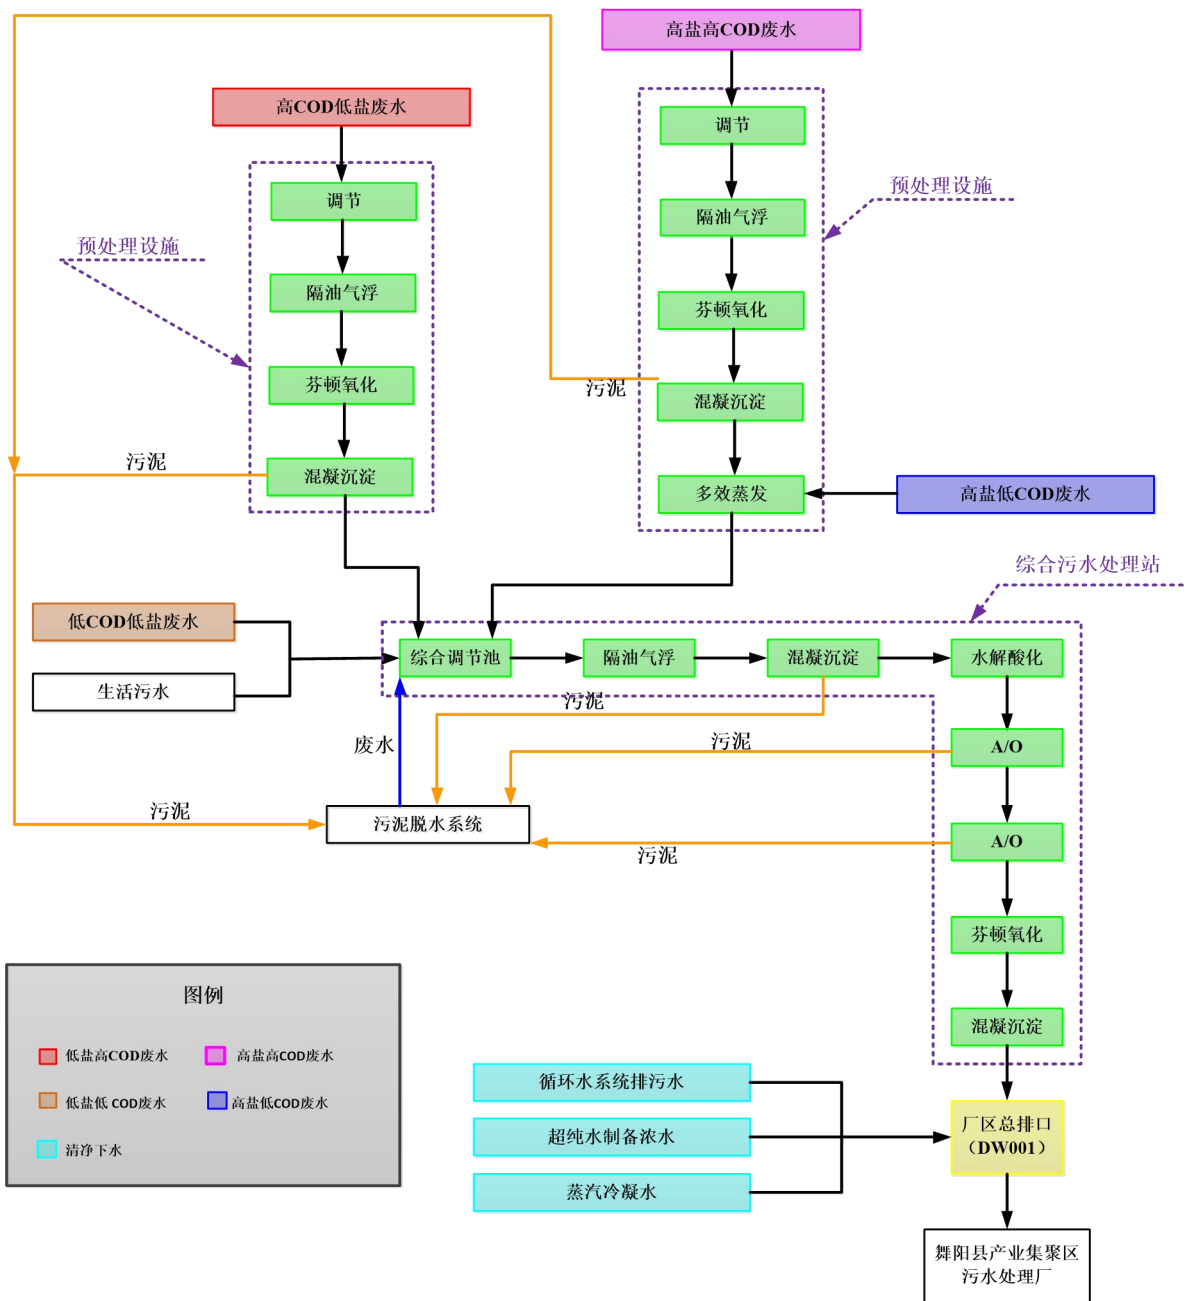 高盐高COD废水
高COD低盐废水
调节
预处理设施
调节
隔油气浮
预处理设施
隔油气浮
芬顿氧化
芬顿氧化
混凝沉淀
污泥
污泥
混凝沉淀
多效蒸发
高盐低COD废水
综合污水处理站
低COD低盐废水
综合调节池
隔油气浮
混凝沉淀
水解酸化
生活污水
污泥
废水
污泥
A/O
污泥
污泥脱水系统
污泥
A/O
芬顿氧化
混凝沉淀
图例
低盐高COD废水
高盐高COD废水
低盐低COD废水
高盐低COD废水
清净下水
循环水系统排污水
超纯水制备浓水
蒸汽冷凝水
厂区总排口
（DW001）
舞阳县产业集聚区
污水处理厂